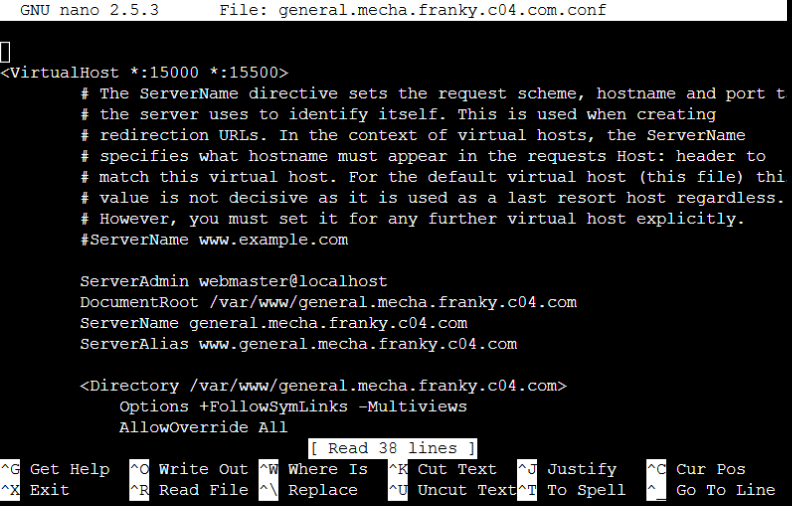 GNU nano 2.5.3 File: general.mecha.franky.c04.com.conf
<VirtualHost *:15000 *:15500>
# The ServerName directive sets the request scheme, hostname and port t
# the server uses to identify itself. This is used when creating
# redirection URLs. In the context of virtual hosts, the ServerName
# specifies what hostname must appear in the requests Host: header to
# match this virtual host. For the default virtual host (this file) thi
# value is not decisive as it is used as a last resort host regardless.
# However, you must set it for any further virtual host explicitly.
#ServerName www.example.com
ServerAdmin webmaster@localhost
DocumentRoot /var/www/general.mecha.franky.c04.com
ServerName general.mecha.franky.c04.com
ServerAlias www.general.mecha.franky.c04.com
<Directory /var/www/general.mecha.franky.c04.com>
Options +FollowSymLinks -Multiviews
AllowOverride All
[ Read 38 lines ]
^G Get Help ^O Write Out ^W Where Is ^K Cut Text ^J Justify ^C Cur Pos
^X Exit ^R Read File ^\ Replace ^U Uncut Text ^T To Spell ^_ Go To Line